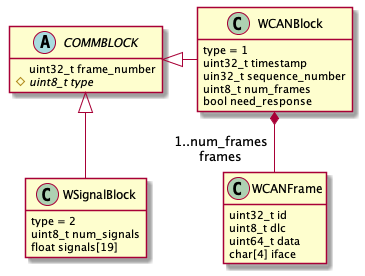 A COMMBLOCK
uint32_t frame_number
uint8_t type
C WCANBlock
type = 1
uint32_t timestamp
uin32_t sequence_number
uint8_t num_frames
bool need_response
1..num_frames
frames
C WSignalBlock
type = 2
uint8_t num_signals
float signals[19]
C WCANFrame
uint32_t id
uint8_t dlc
uint64_t data
char[4] iface